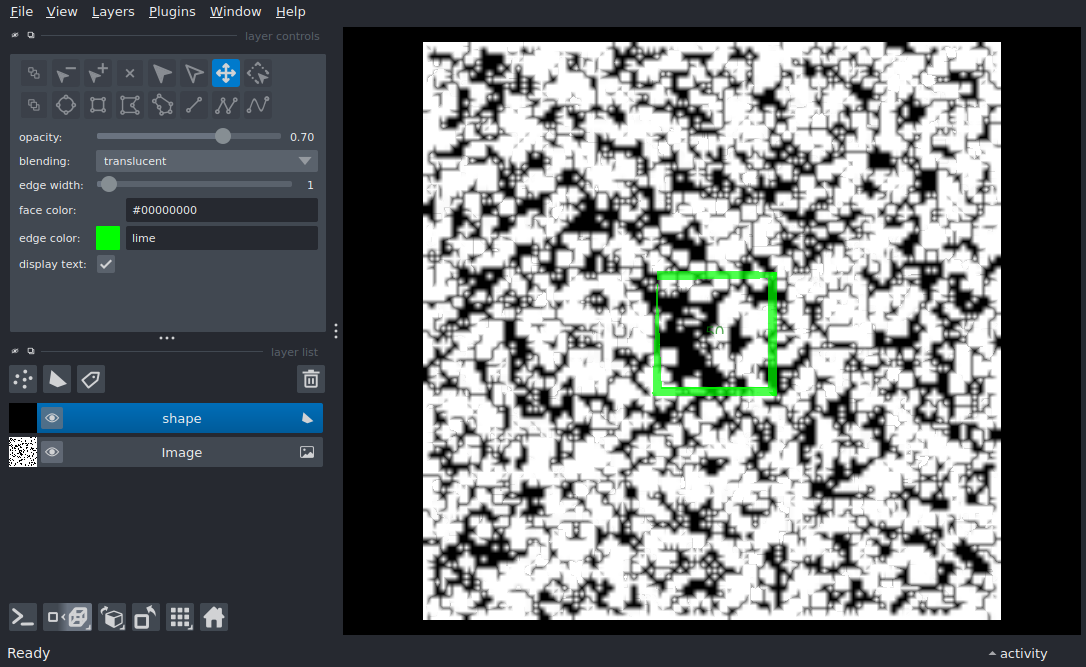 File View Layers Plugins Window Help
layer controls
opacity: 0.70
blending: translucent
edge width: 1
face color: #00000000
edge color: lime
display text:
layer list
shape
Image
Ready activity